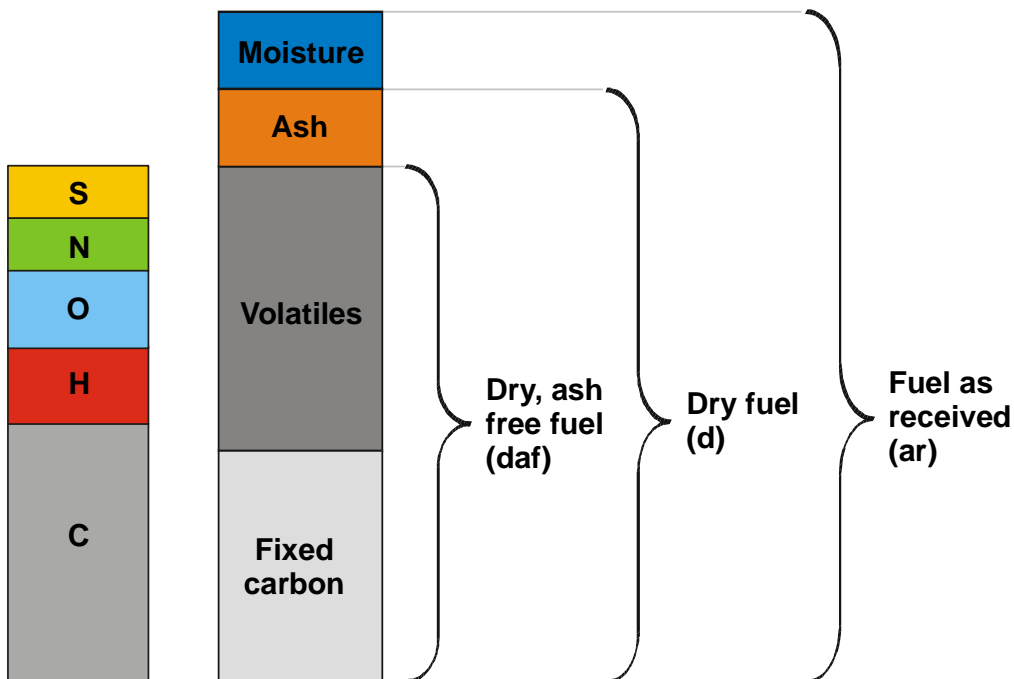 Moisture
Ash
S
N
O
H
C
Volatiles
Fixed
carbon
Dry, ash
free fuel
(daf)
Dry fuel
(d)
Fuel as
received
(ar)